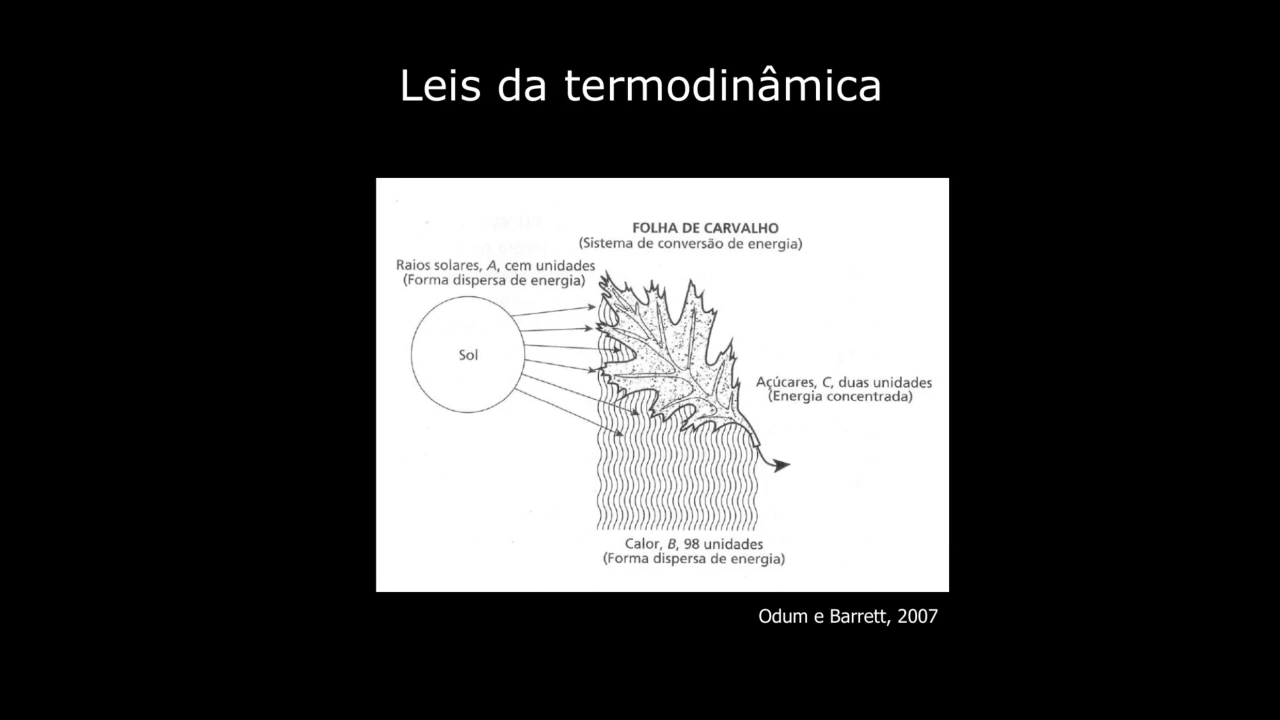 Leis da termodinâmica
FOLHA DE CARVALHO
(Sistema de conversão de energia)
Raios solares, A, cem unidades
(Forma dispersa de energia)
Sol
Açúcares, C, duas unidades
(Energia concentrada)
Calor, B, 98 unidades
(Forma dispersa de energia)
Odum e Barrett, 2007